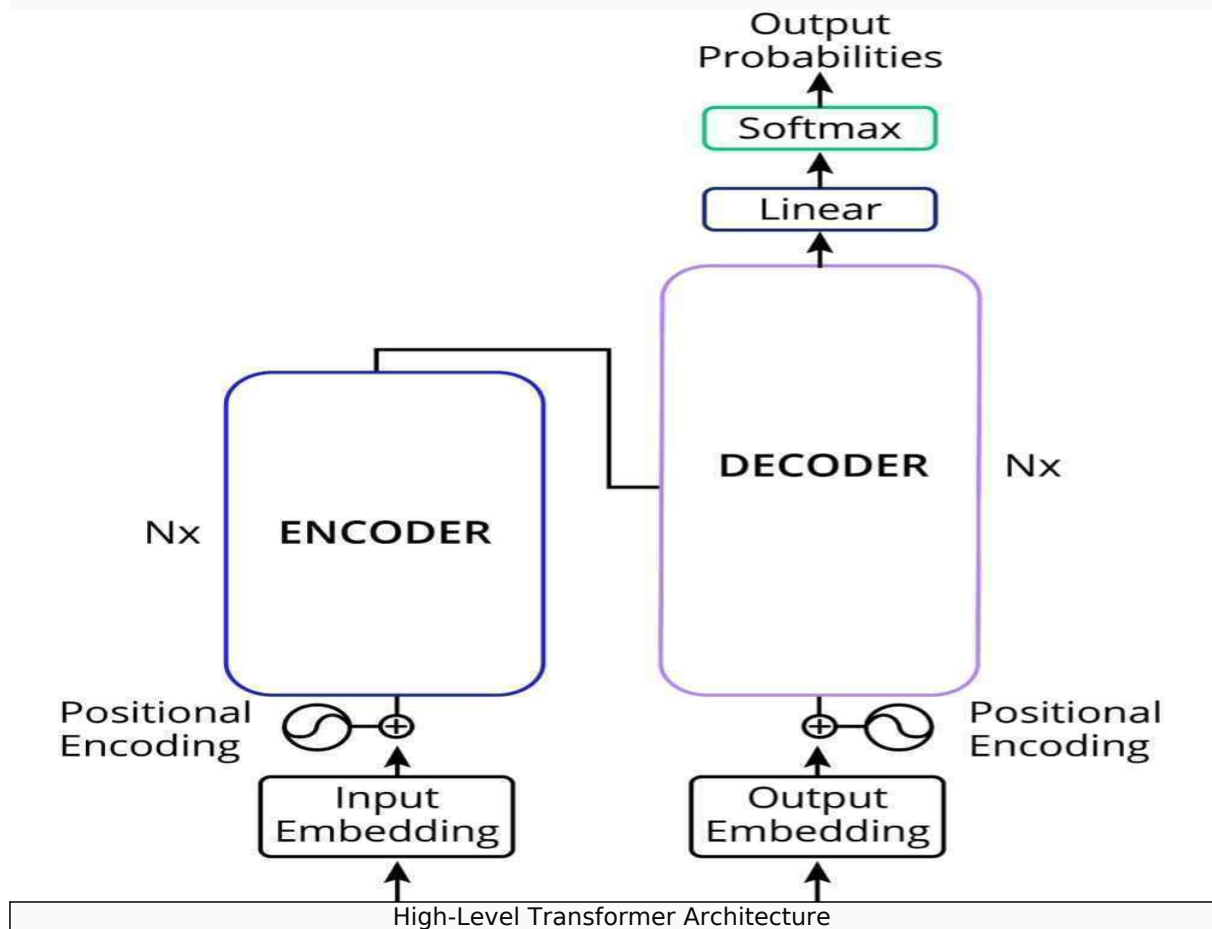 Output
Probabilities
Softmax
Linear
DECODER
Nx
Nx
ENCODER
Positional
Encoding
Positional
Encoding
Input
Embedding
Output
Embedding
High-Level Transformer Architecture